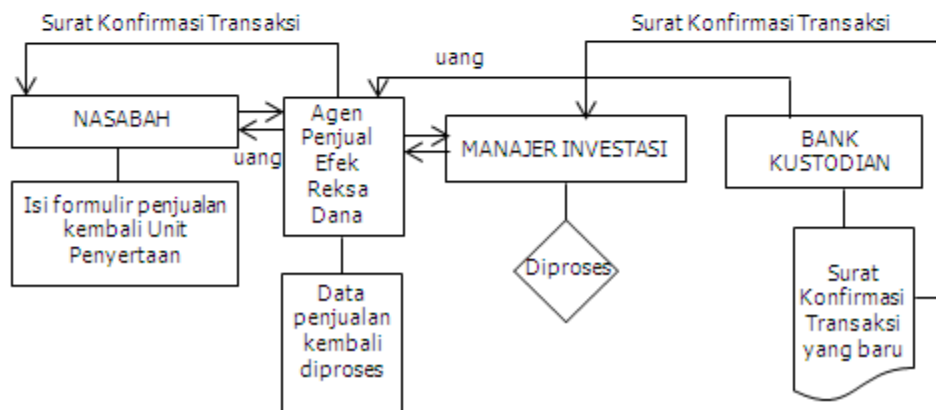 Surat Konfirmasi Transaksi
Surat Konfirmasi Transaksi
uang
NASABAH
uang
Agen
Penjual
Efek
Reksa
Dana
MANAJER INVESTASI
BANK
KUSTODIAN
Isi formulir penjualan
kembali Unit
Penyertaan
Data
penjualan
kembali
diproses
Diproses
Surat
Konfirmasi
Transaksi
yang baru